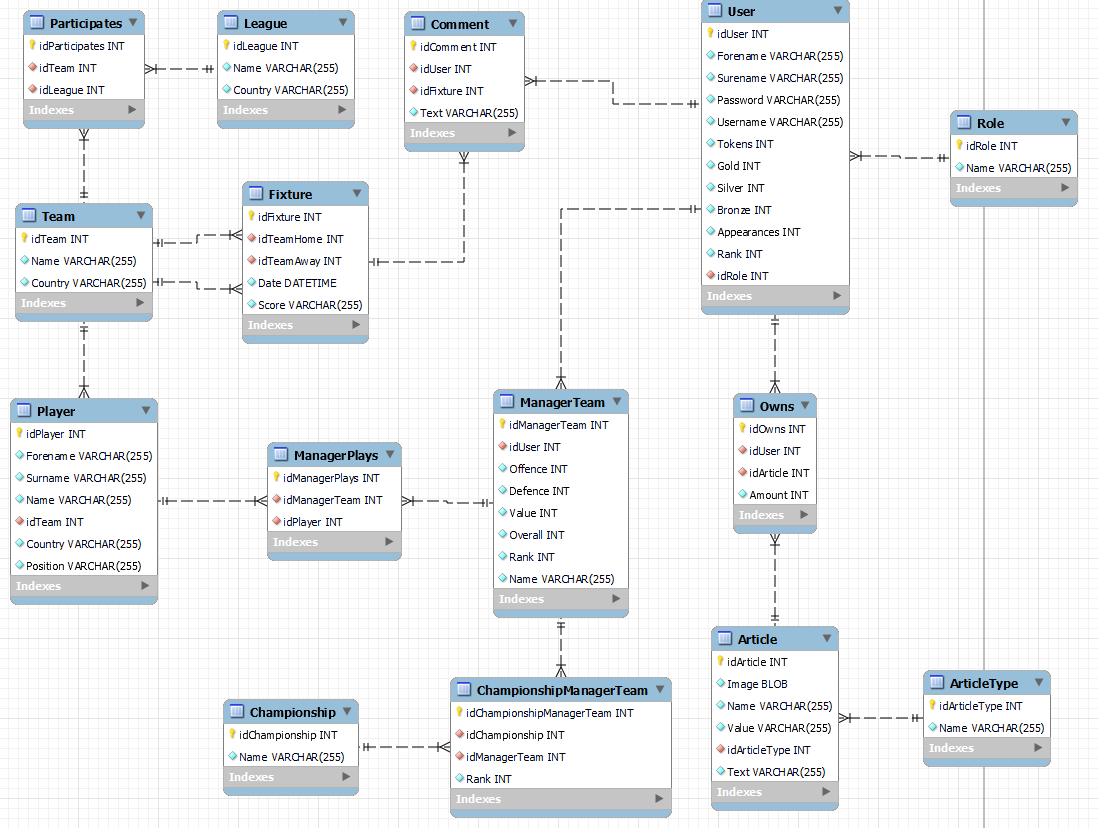 Participates
idParticipates INT
idTeam INT
idLeague INT
Indexes
League
idLeague INT
Name VARCHAR(255)
Country VARCHAR(255)
Indexes
Comment
idComment INT
idUser INT
idFixture INT
Text VARCHAR(255)
Indexes
User
idUser INT
Forename VARCHAR(255)
Surename VARCHAR(255)
Password VARCHAR(255)
Username VARCHAR(255)
Tokens INT
Gold INT
Silver INT
Bronze INT
Appearances INT
Rank INT
idRole INT
Indexes
Role
idRole INT
Name VARCHAR(255)
Indexes
Team
idTeam INT
Name VARCHAR(255)
Country VARCHAR(255)
Indexes
Fixture
idFixture INT
idTeamHome INT
idTeamAway INT
Date DATETIME
Score VARCHAR(255)
Indexes
Player
idPlayer INT
Forename VARCHAR(255)
Surname VARCHAR(255)
Name VARCHAR(255)
idTeam INT
Country VARCHAR(255)
Position VARCHAR(255)
Indexes
ManagerPlays
idManagerPlays INT
idManagerTeam INT
idPlayer INT
Indexes
ManagerTeam
idManagerTeam INT
idUser INT
Offence INT
Defence INT
Value INT
Overall INT
Rank INT
Name VARCHAR(255)
Indexes
Owns
idOwns INT
idUser INT
idArticle INT
Amount INT
Indexes
Championship
idChampionship INT
Name VARCHAR(255)
Indexes
ChampionshipManagerTeam
idChampionshipManagerTeam INT
idChampionship INT
idManagerTeam INT
Rank INT
Indexes
Article
idArticle INT
Image BLOB
Name VARCHAR(255)
Value VARCHAR(255)
idArticleType INT
Text VARCHAR(255)
Indexes
ArticleType
idArticleType INT
Name VARCHAR(255)
Indexes